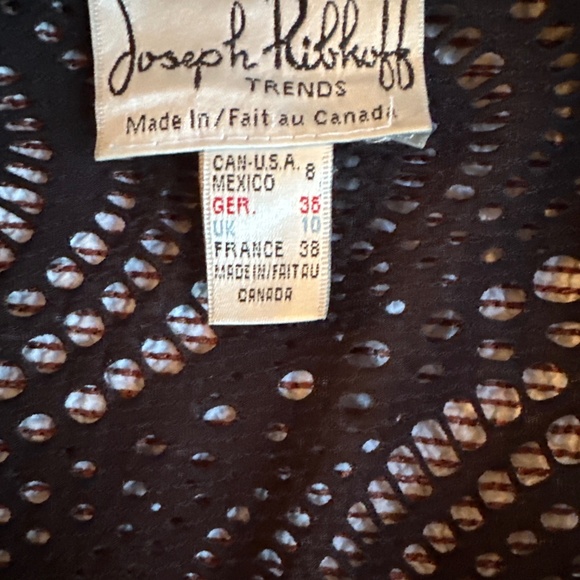 Joseph Ribkoff
TRENDS
Made In/Fait au Canada
CAN-U.S.A. 8
MEXICO
GER. 36
UK 10
FRANCE 38
MADE IN/FAIT AU
CANADA